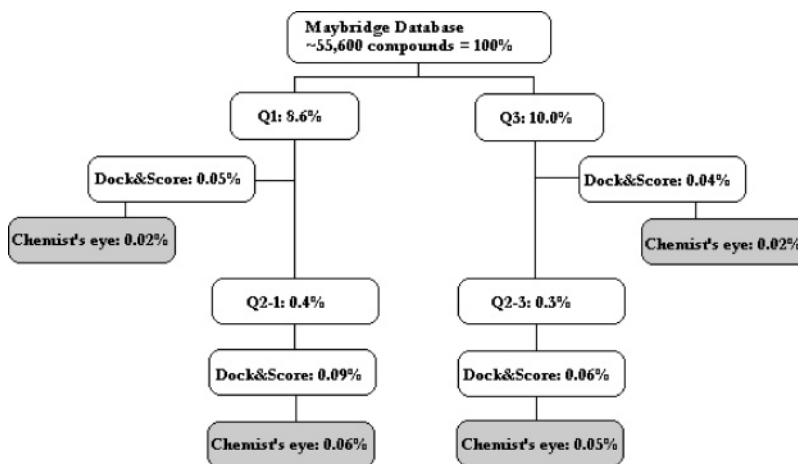 Maybridge Database
~55,600 compounds = 100%
Q1: 8.6%
Q3: 10.0%
Dock&Score: 0.05%
Dock&Score: 0.04%
Chemist's eye: 0.02%
Chemist's eye: 0.02%
Q2-1: 0.4%
Q2-3: 0.3%
Dock&Score: 0.09%
Dock&Score: 0.06%
Chemist's eye: 0.06%
Chemist's eye: 0.05%